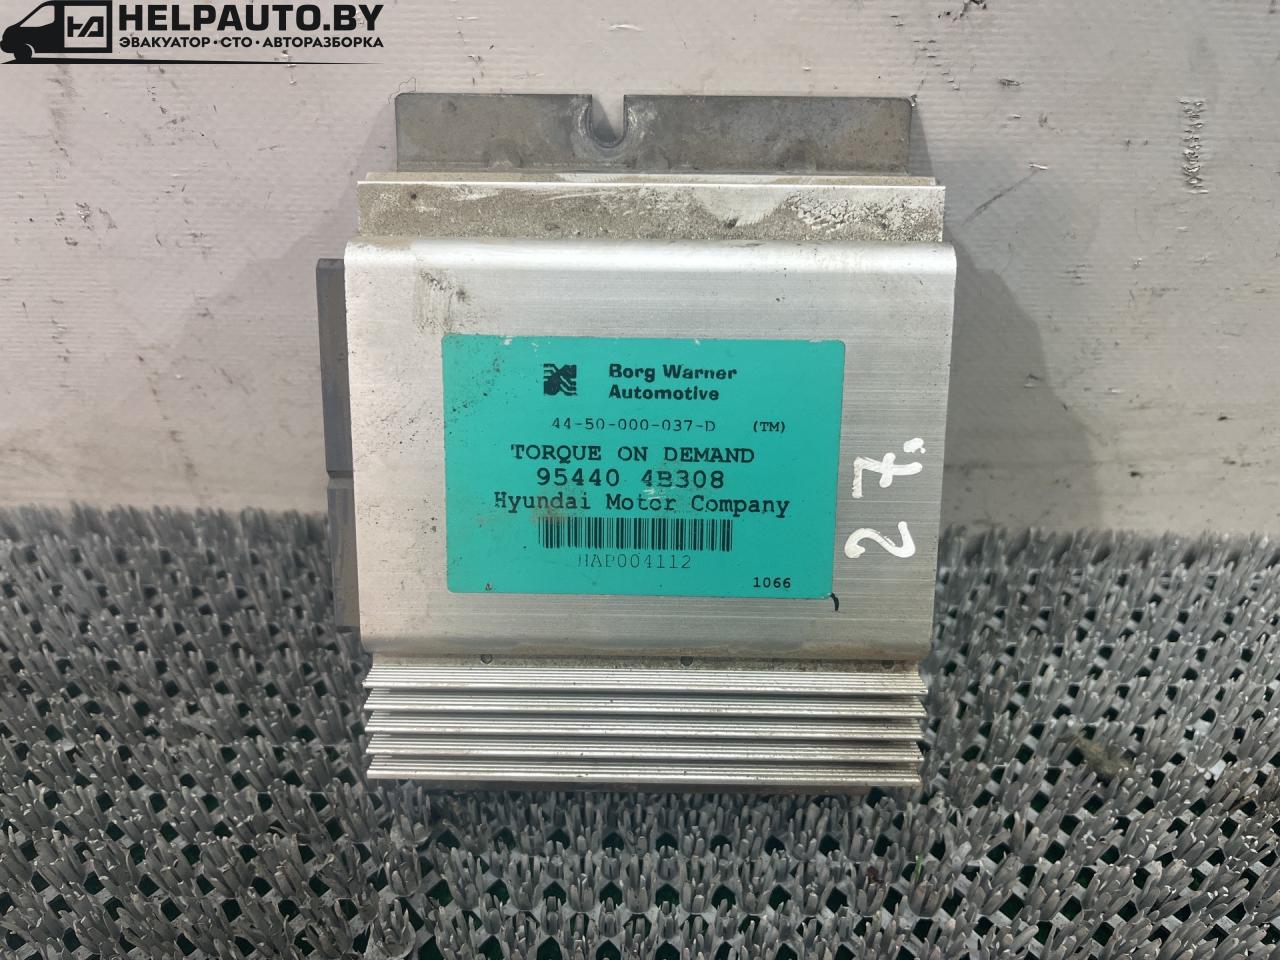 HELPAUTO.BY
ЭВАКУАТОР·СТО·АВТОРАЗБОРКА
Borg Warner
Automotive
44-50-000-037-D (TM)
TORQUE ON DEMAND
95440 4B308
Hyundai Motor Company
HAP004112
1066
27.